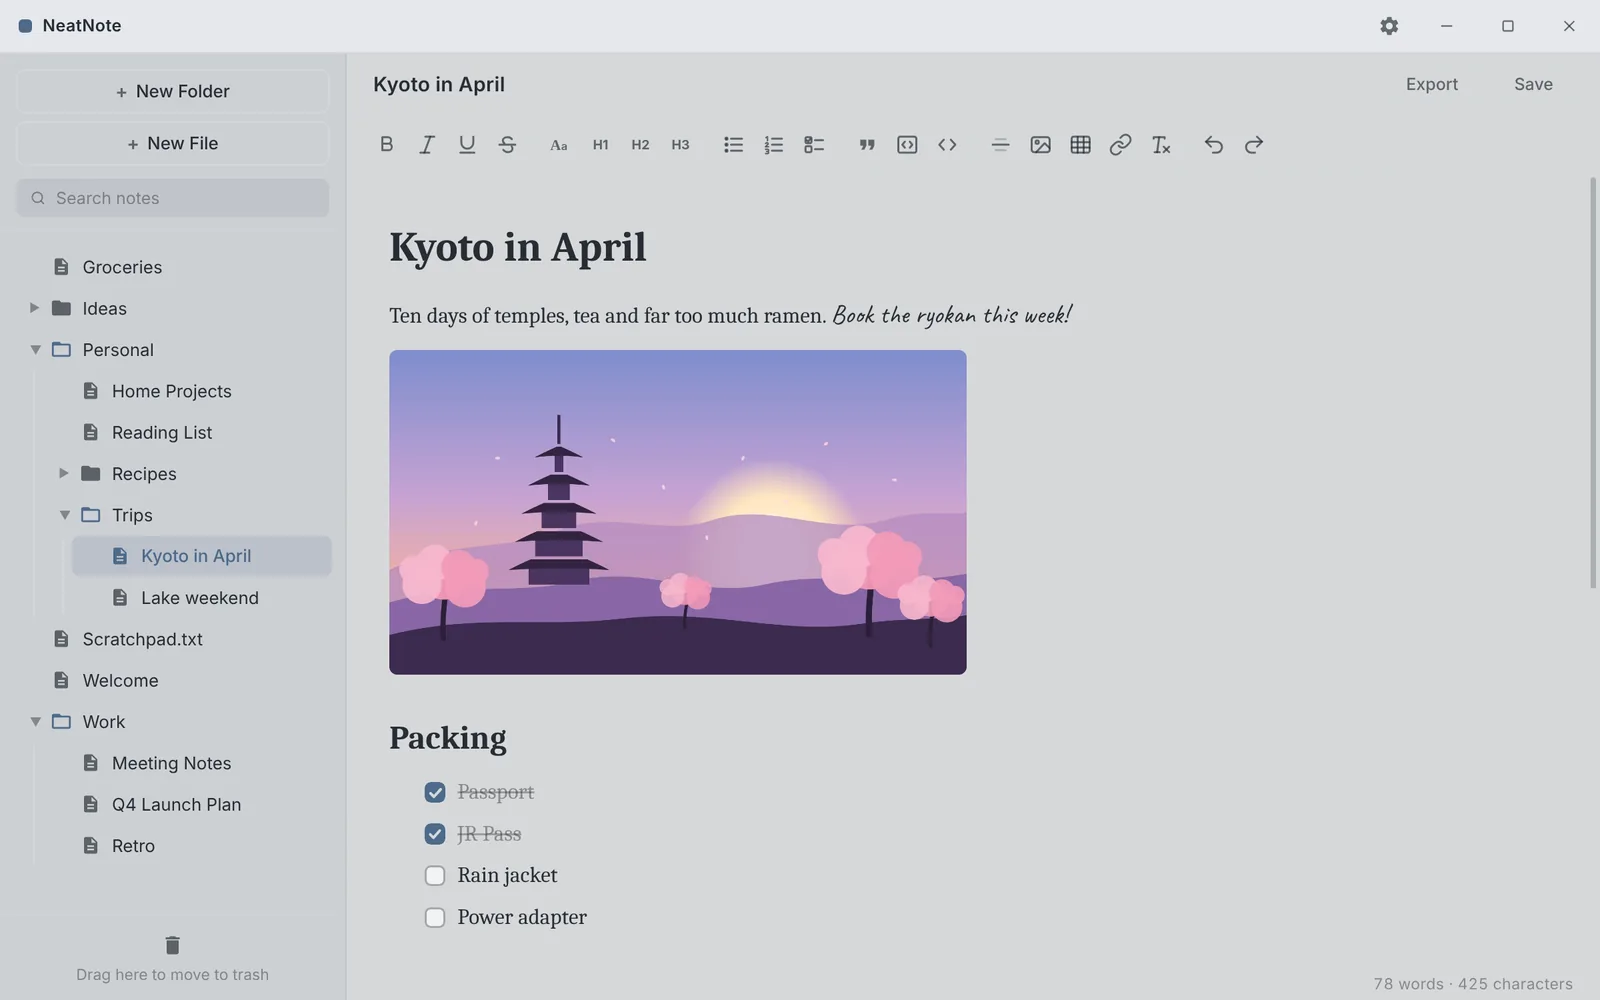 NeatNote
+ New Folder
+ New File
Search notes
Groceries
Ideas
Personal
Home Projects
Reading List
Recipes
Trips
Kyoto in April
Lake weekend
Scratchpad.txt
Welcome
Work
Meeting Notes
Q4 Launch Plan
Retro
Drag here to move to trash
Kyoto in April
Export Save
B I U S Aa H1 H2 H3
Kyoto in April
Ten days of temples, tea and far too much ramen. Book the ryokan this week!
Packing
Passport
JR Pass
Rain jacket
Power adapter
78 words · 425 characters